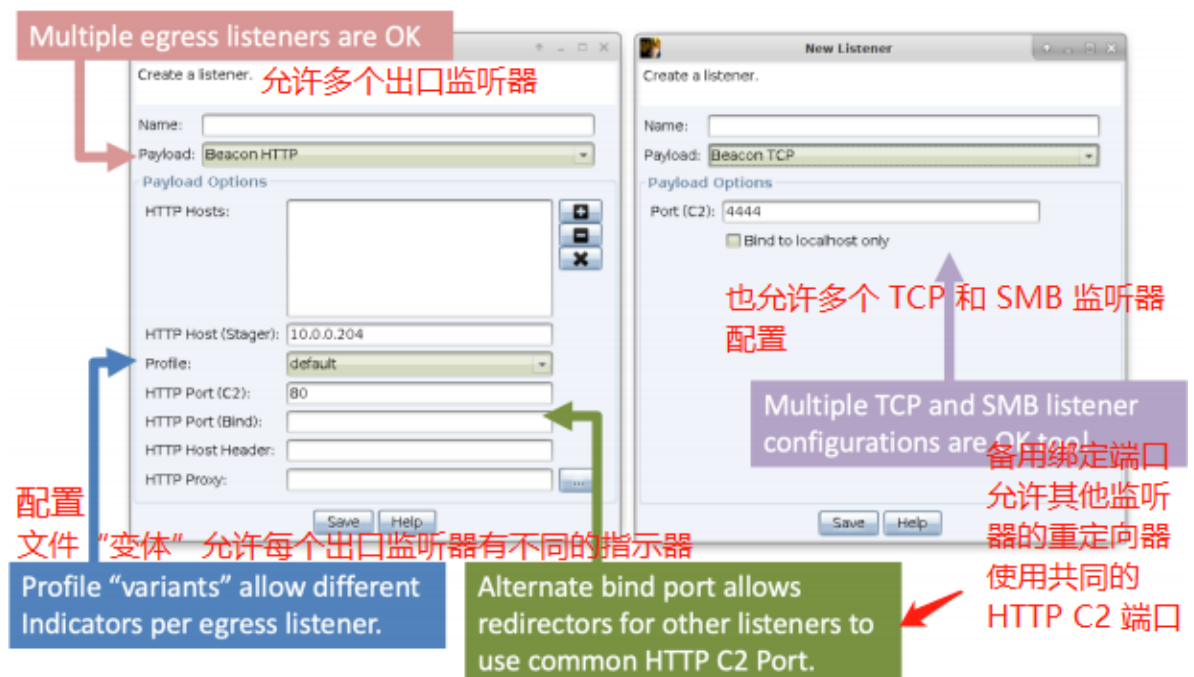 Multiple egress listeners are OK
Create a listener.
允许多个出口监听器
Name:
Payload: Beacon HTTP
Payload Options
HTTP Hosts:
HTTP Host (Stager): 10.0.0.204
Profile: default
HTTP Port (C2): 80
HTTP Port (Bind):
HTTP Host Header:
HTTP Proxy:
...
Save Help
New Listener
Create a listener.
Name:
Payload: Beacon TCP
Payload Options
Port (C2): 4444
Bind to localhost only
也允许多个 TCP 和 SMB 监听器
配置
Multiple TCP and SMB listener
configurations are OK too!
Save Help
备用绑定端口
允许其他监听
器的重定向器
使用共同的
HTTP C2 端口
配置
文件“变体”允许每个出口监听器有不同的指示器
Profile “variants” allow different
Indicators per egress listener.
Alternate bind port allows
redirectors for other listeners to
use common HTTP C2 Port.